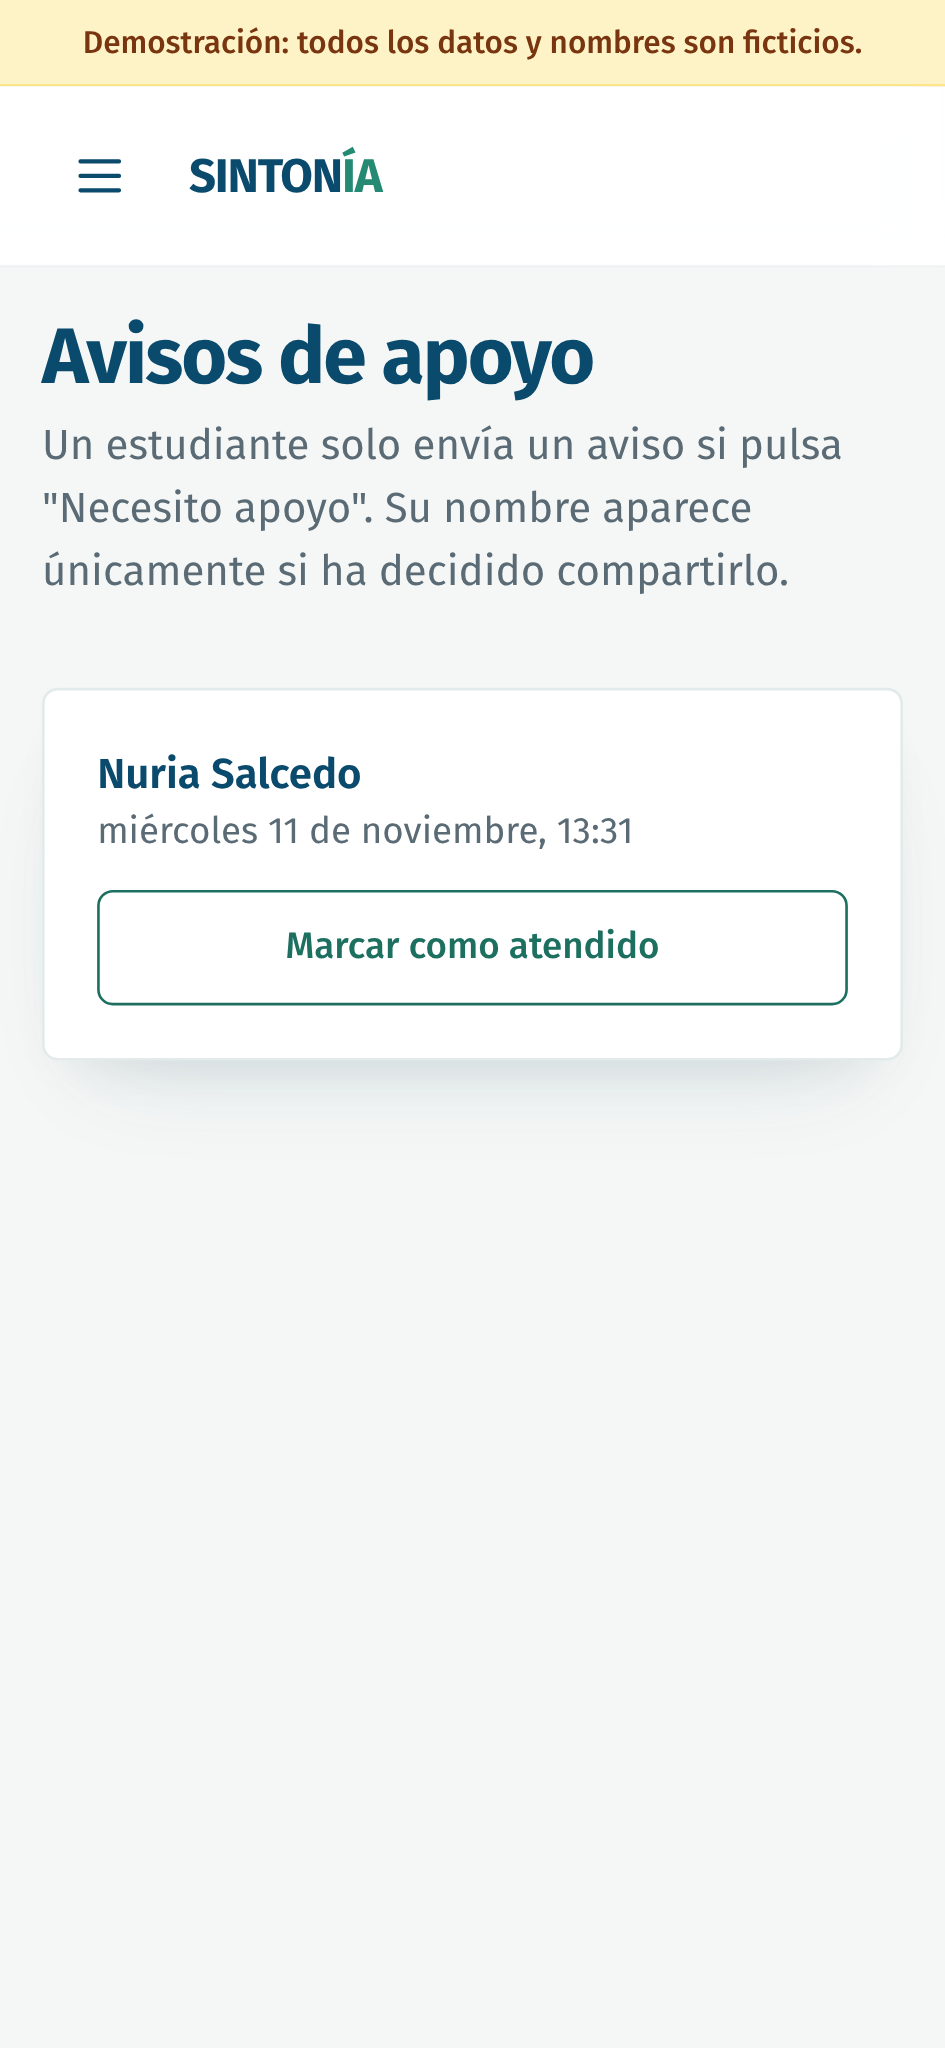 Demostración: todos los datos y nombres son ficticios.
SINTONÍA
Avisos de apoyo
Un estudiante solo envía un aviso si pulsa
"Necesito apoyo". Su nombre aparece
únicamente si ha decidido compartirlo.
Nuria Salcedo
miércoles 11 de noviembre, 13:31
Marcar como atendido